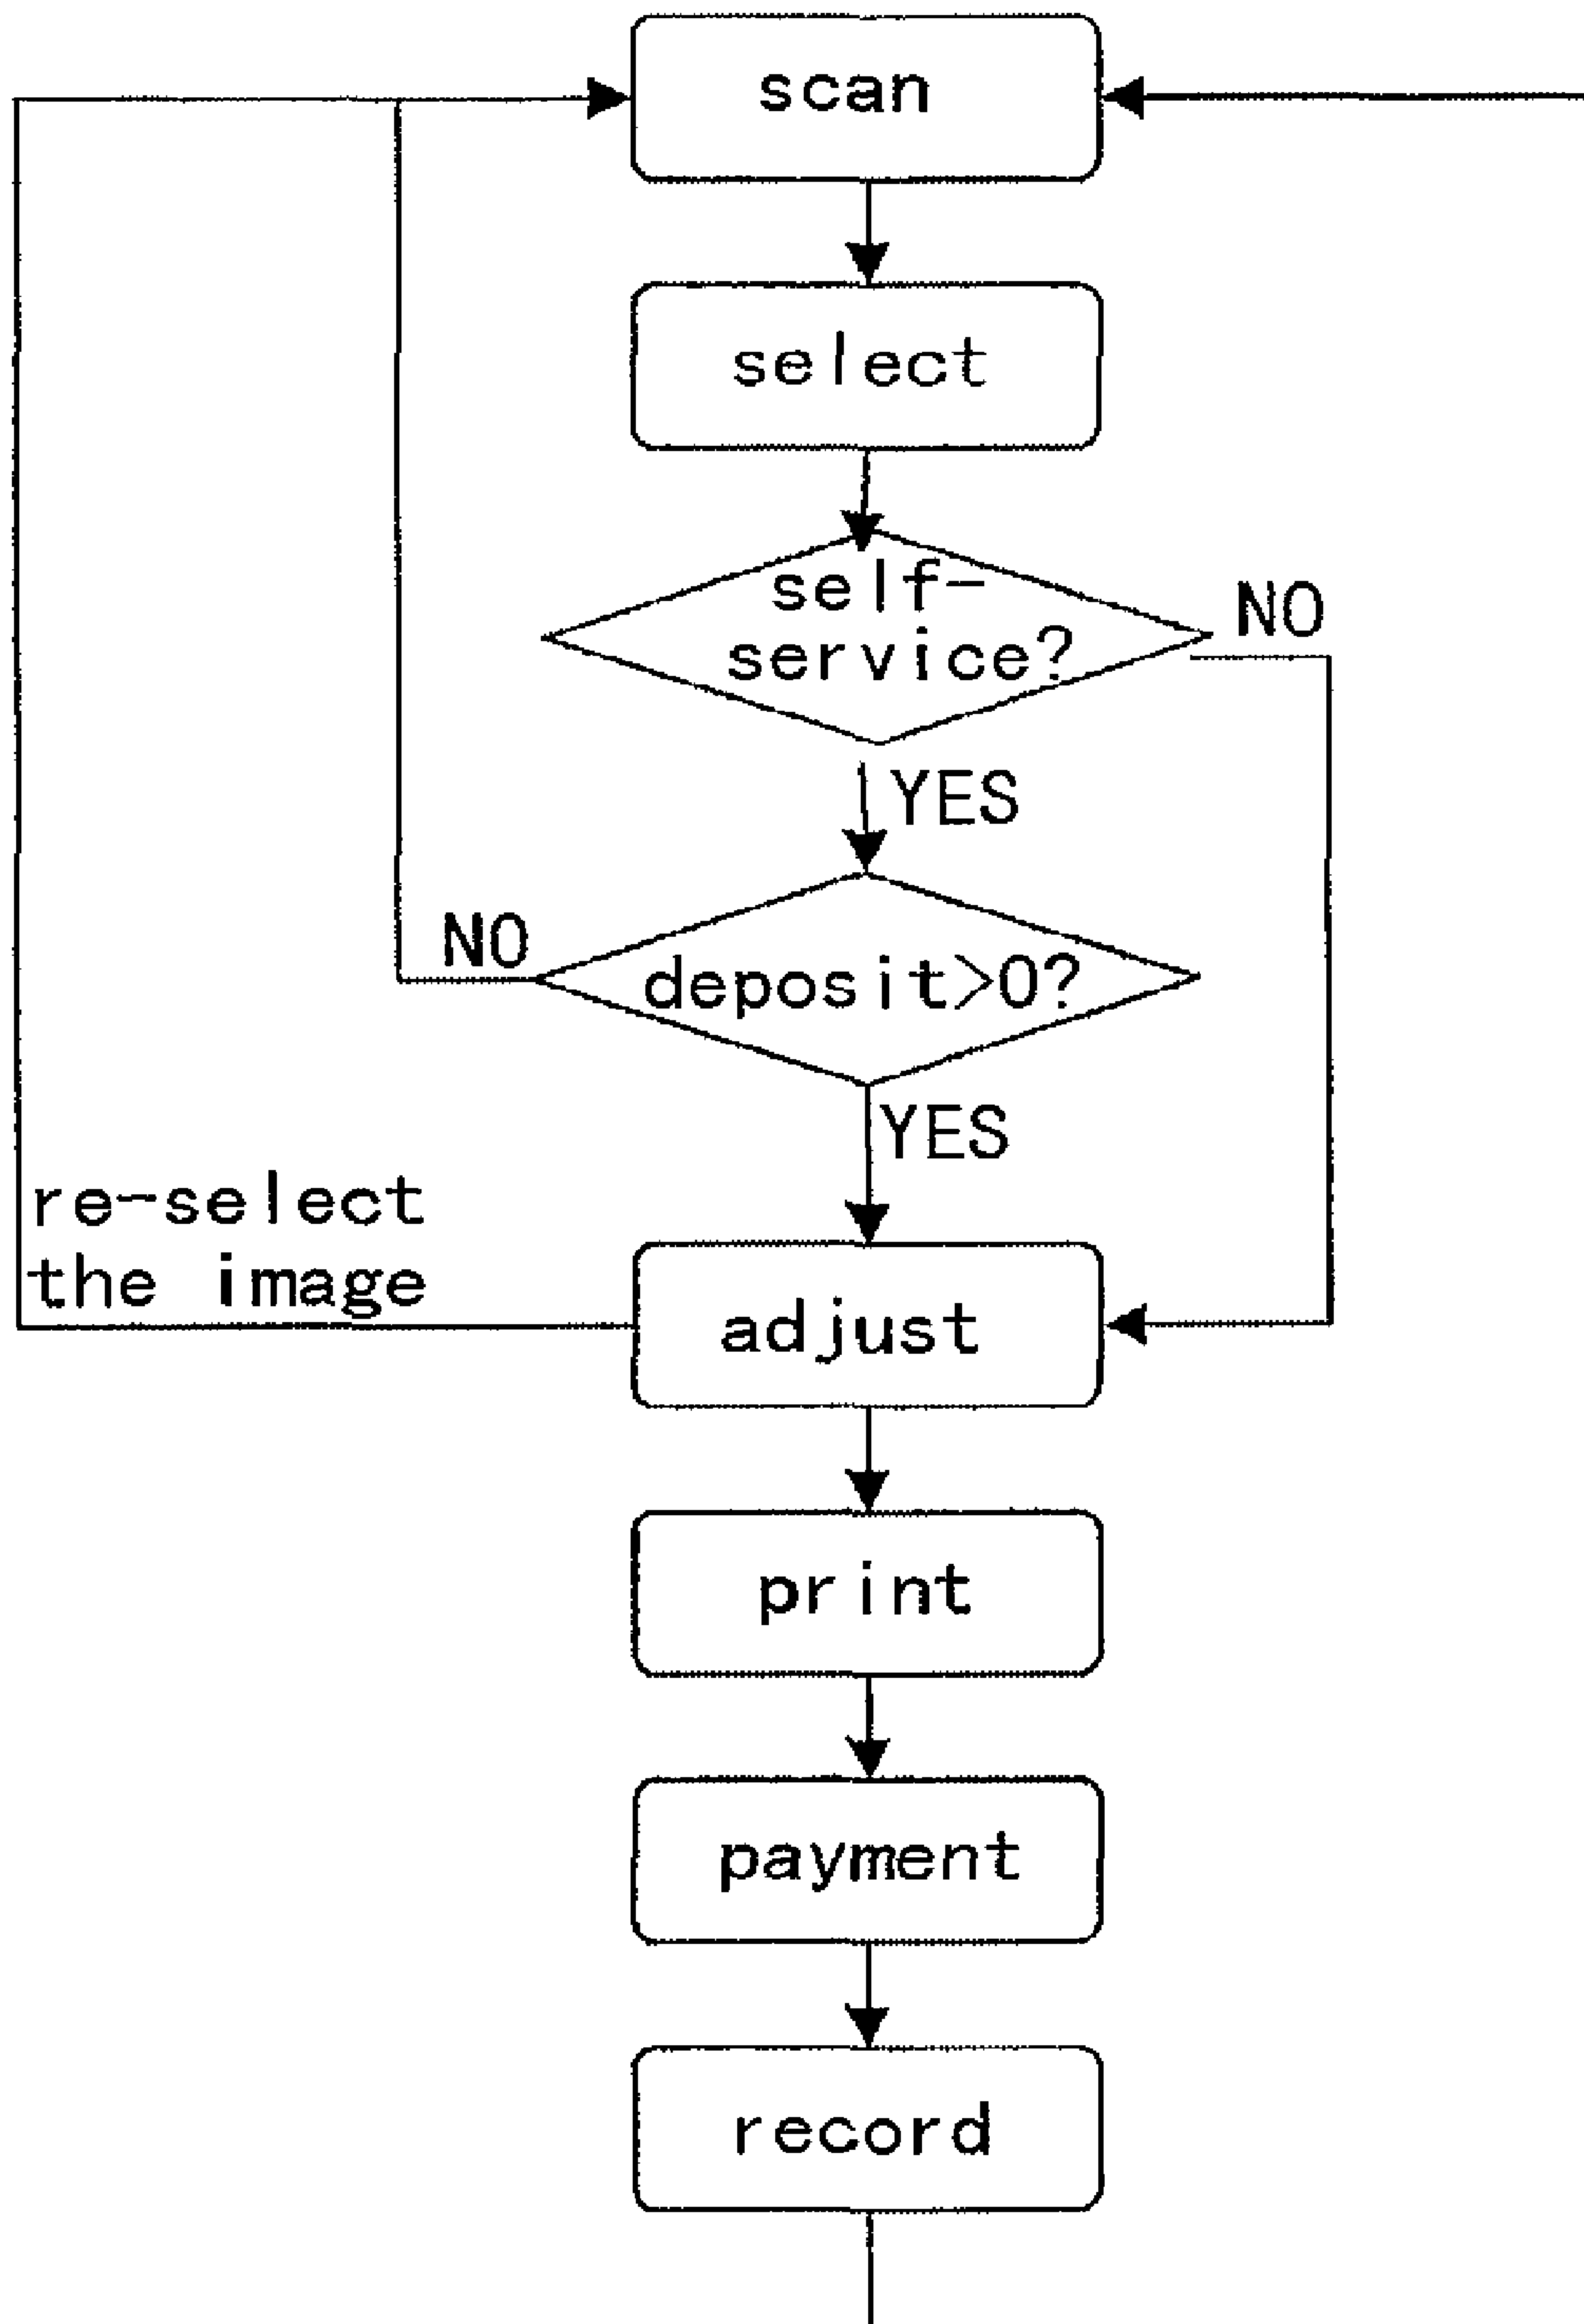 scan
select
self-
service?
NO
YES
NO
deposit>0?
YES
re-select
the image
adjust
print
payment
record